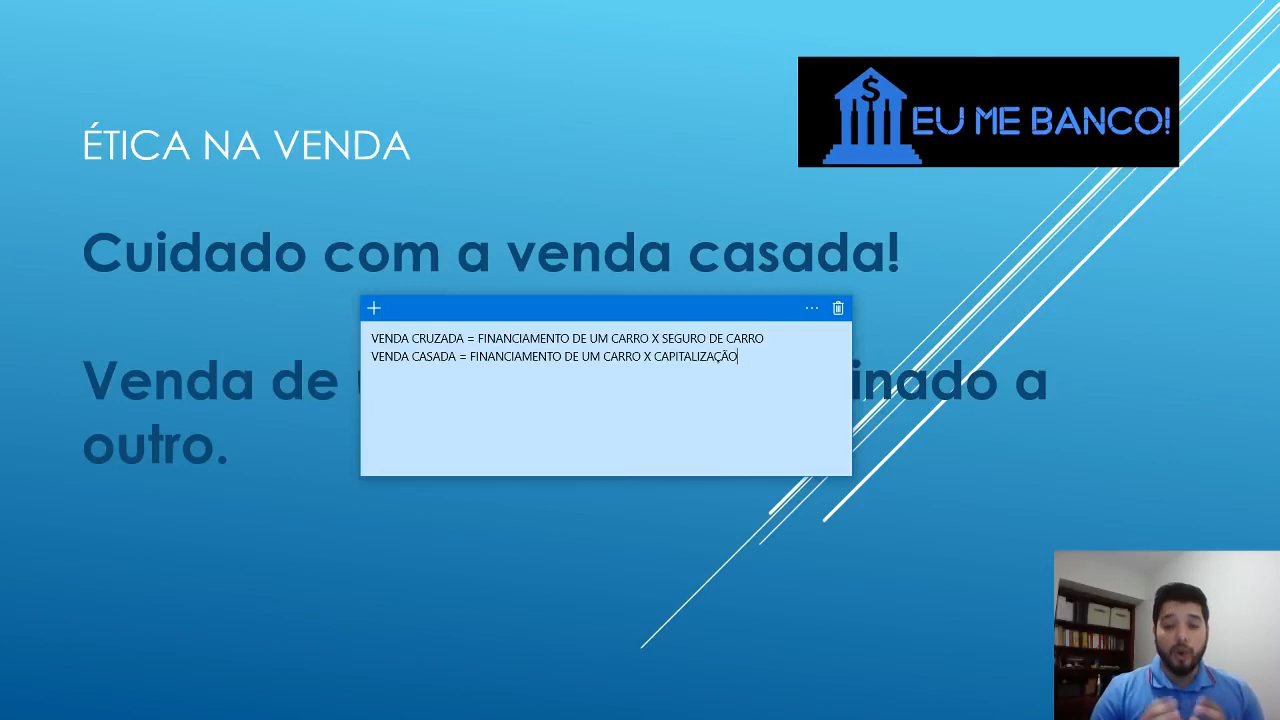 ÉTICA NA VENDA
$ EU ME BANCO!
Cuidado com a venda casada!
VENDA CRUZADA = FINANCIAMENTO DE UM CARRO X SEGURO DE CARRO
VENDA CASADA = FINANCIAMENTO DE UM CARRO X CAPITALIZAÇÃO
Venda de inado a
outro.